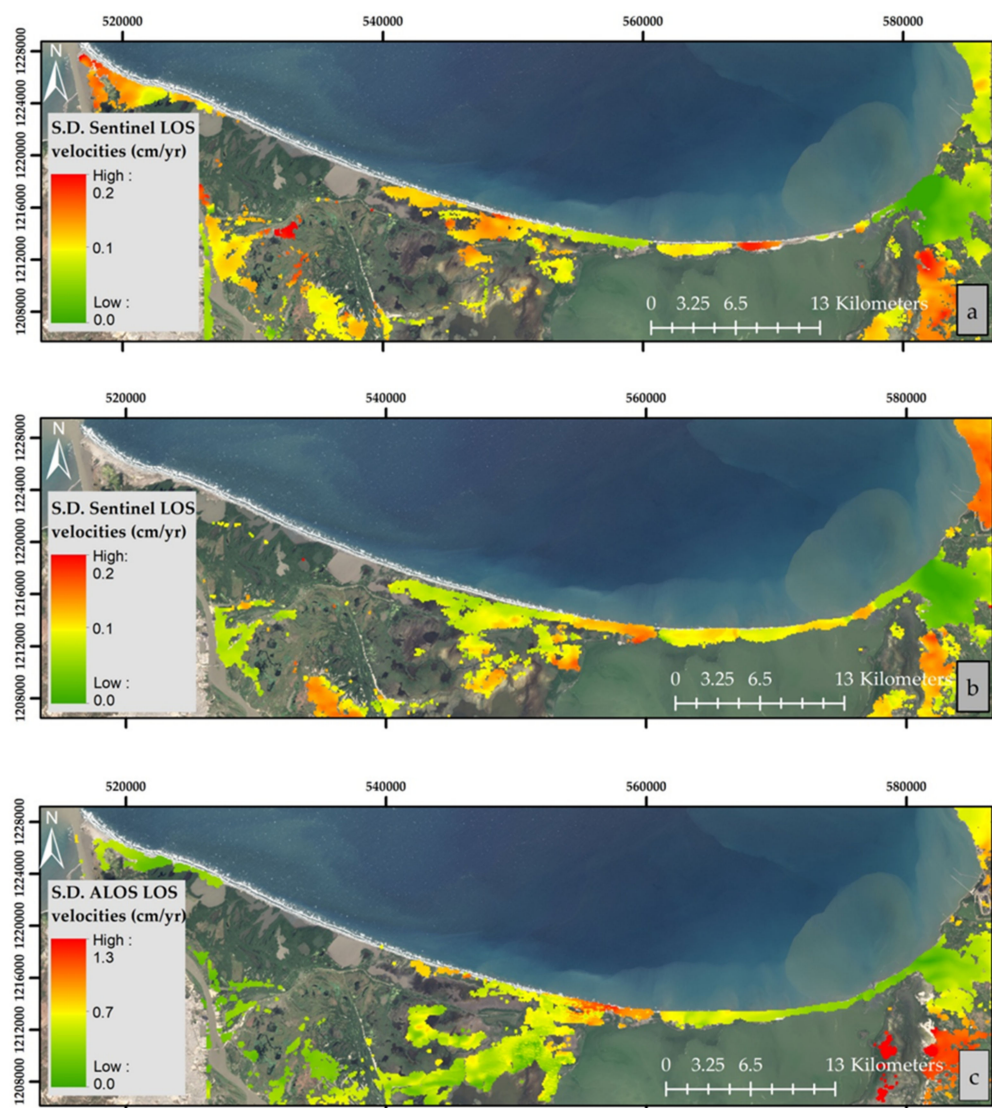 520000 540000 560000 580000
1228000
1224000
1220000
1216000
1212000
1208000
N
S.D. Sentinel LOS
velocities (cm/yr)
High :
0.2
0.1
Low :
0.0
0 3.25 6.5 13 Kilometers
a
520000 540000 560000 580000
1228000
1224000
1220000
1216000
1212000
1208000
N
S.D. Sentinel LOS
velocities (cm/yr)
High:
0.2
0.1
Low :
0.0
0 3.25 6.5 13 Kilometers
b
520000 540000 560000 580000
1228000
1224000
1220000
1216000
1212000
1208000
N
S.D. ALOS LOS
velocities (cm/yr)
High :
1.3
0.7
Low :
0.0
0 3.25 6.5 13 Kilometers
c